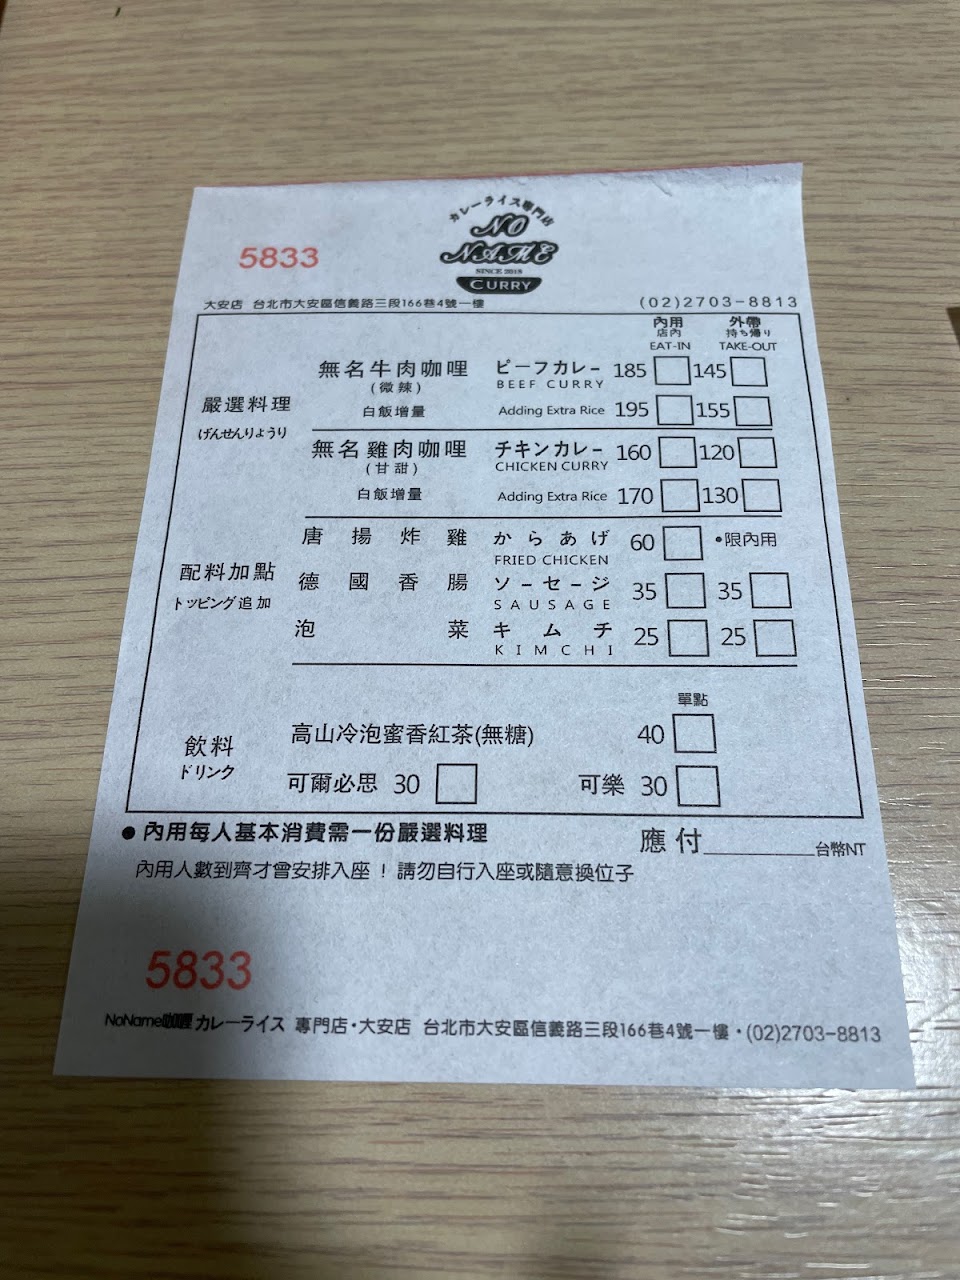 カレーライス専門店
NO
NAME
SINCE 2018
CURRY
5833
大安店 台北市大安區信義路三段166巷4號一樓 (02)2703-8813
內用 外帶
店內 持ち帰り
EAT-IN TAKE-OUT
嚴選料理
げんせんりょうり
無名牛肉咖哩 ビーフカレー 185 145
(微辣) BEEF CURRY
白飯增量 Adding Extra Rice 195 155
無名雞肉咖哩 チキンカレー 160 120
(甘甜) CHICKEN CURRY
白飯增量 Adding Extra Rice 170 130
配料加點
トッピング追加
唐揚炸雞 からあげ 60 •限內用
FRIED CHICKEN
德國香腸 ソーセージ 35 35
SAUSAGE
泡菜 キムチ 25 25
KIMCHI
單點
飲料
ドリンク
高山冷泡蜜香紅茶(無糖) 40
可爾必思 30 可樂 30
●內用每人基本消費需一份嚴選料理 應付 台幣NT
內用人數到齊才會安排入座！請勿自行入座或隨意換位子
5833
NoName咖哩 カレーライス 專門店・大安店 台北市大安區信義路三段166巷4號一樓・(02)2703-8813